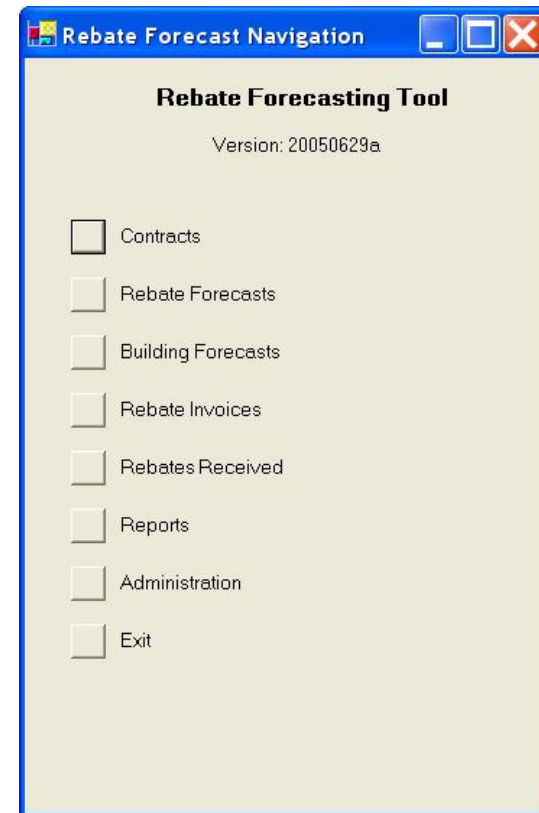 Rebate Forecast Navigation
Rebate Forecasting Tool
Version: 20050629a
Contracts
Rebate Forecasts
Building Forecasts
Rebate Invoices
Rebates Received
Reports
Administration
Exit